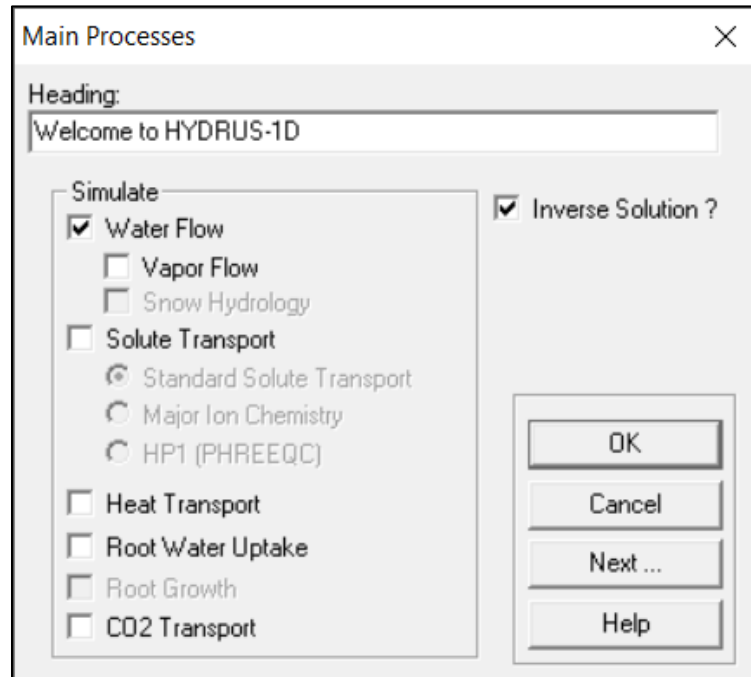 Main Processes
Heading:
Welcome to HYDRUS-1D
Simulate
Water Flow
Vapor Flow
Snow Hydrology
Solute Transport
Standard Solute Transport
Major Ion Chemistry
HP1 (PHREEQC)
Heat Transport
Root Water Uptake
Root Growth
CO2 Transport
Inverse Solution ?
OK
Cancel
Next ...
Help